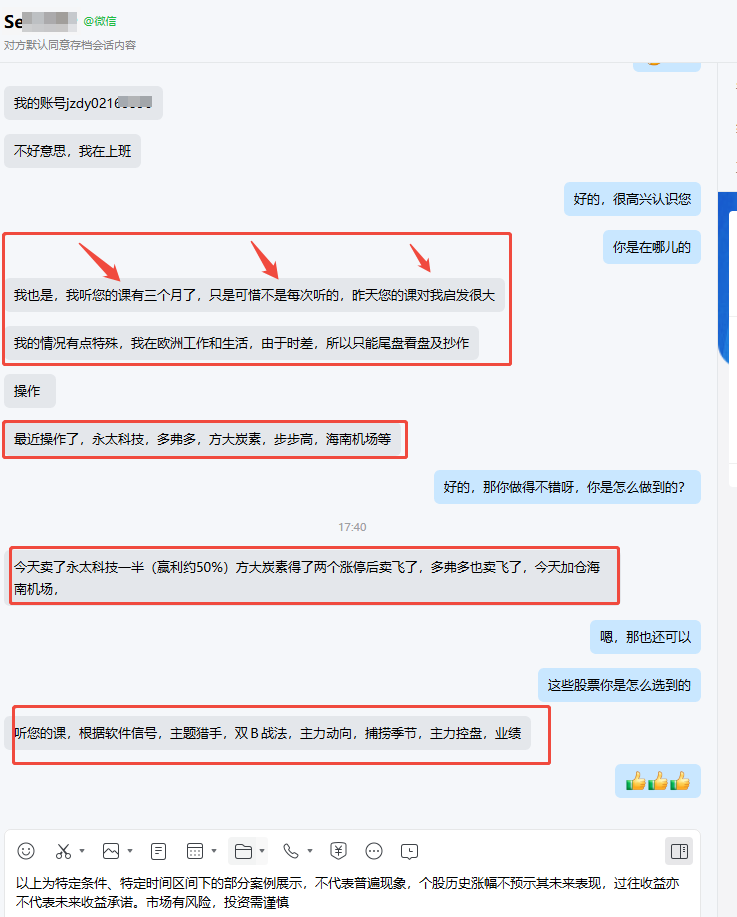 Se
@微信
对方默认同意存档会话内容
我的账号jzdy0216
不好意思，我在上班
好的，很高兴认识您
你是在哪儿的
我也是，我听您的课有三个月了，只是可惜不是每次听的，昨天您的课对我启发很大
我的情况有点特殊，我在欧洲工作和生活，由于时差，所以只能尾盘看盘及抄作
操作
最近操作了，永太科技，多弗多，方大炭素，步步高，海南机场等
好的，那你做得不错呀，你是怎么做到的？
17:40
今天卖了永太科技一半（赢利约50%）方大炭素得了两个涨停后卖飞了，多弗多也卖飞了，今天加仓海
南机场，
嗯，那也还可以
这些股票你是怎么选到的
听您的课，根据软件信号，主题猎手，双Ｂ战法，主力动向，捕捞季节，主力控盘，业绩
以上为特定条件、特定时间区间下的部分案例展示，不代表普遍现象，个股历史涨幅不预示其未来表现，过往收益亦
不代表未来收益承诺。市场有风险，投资需谨慎